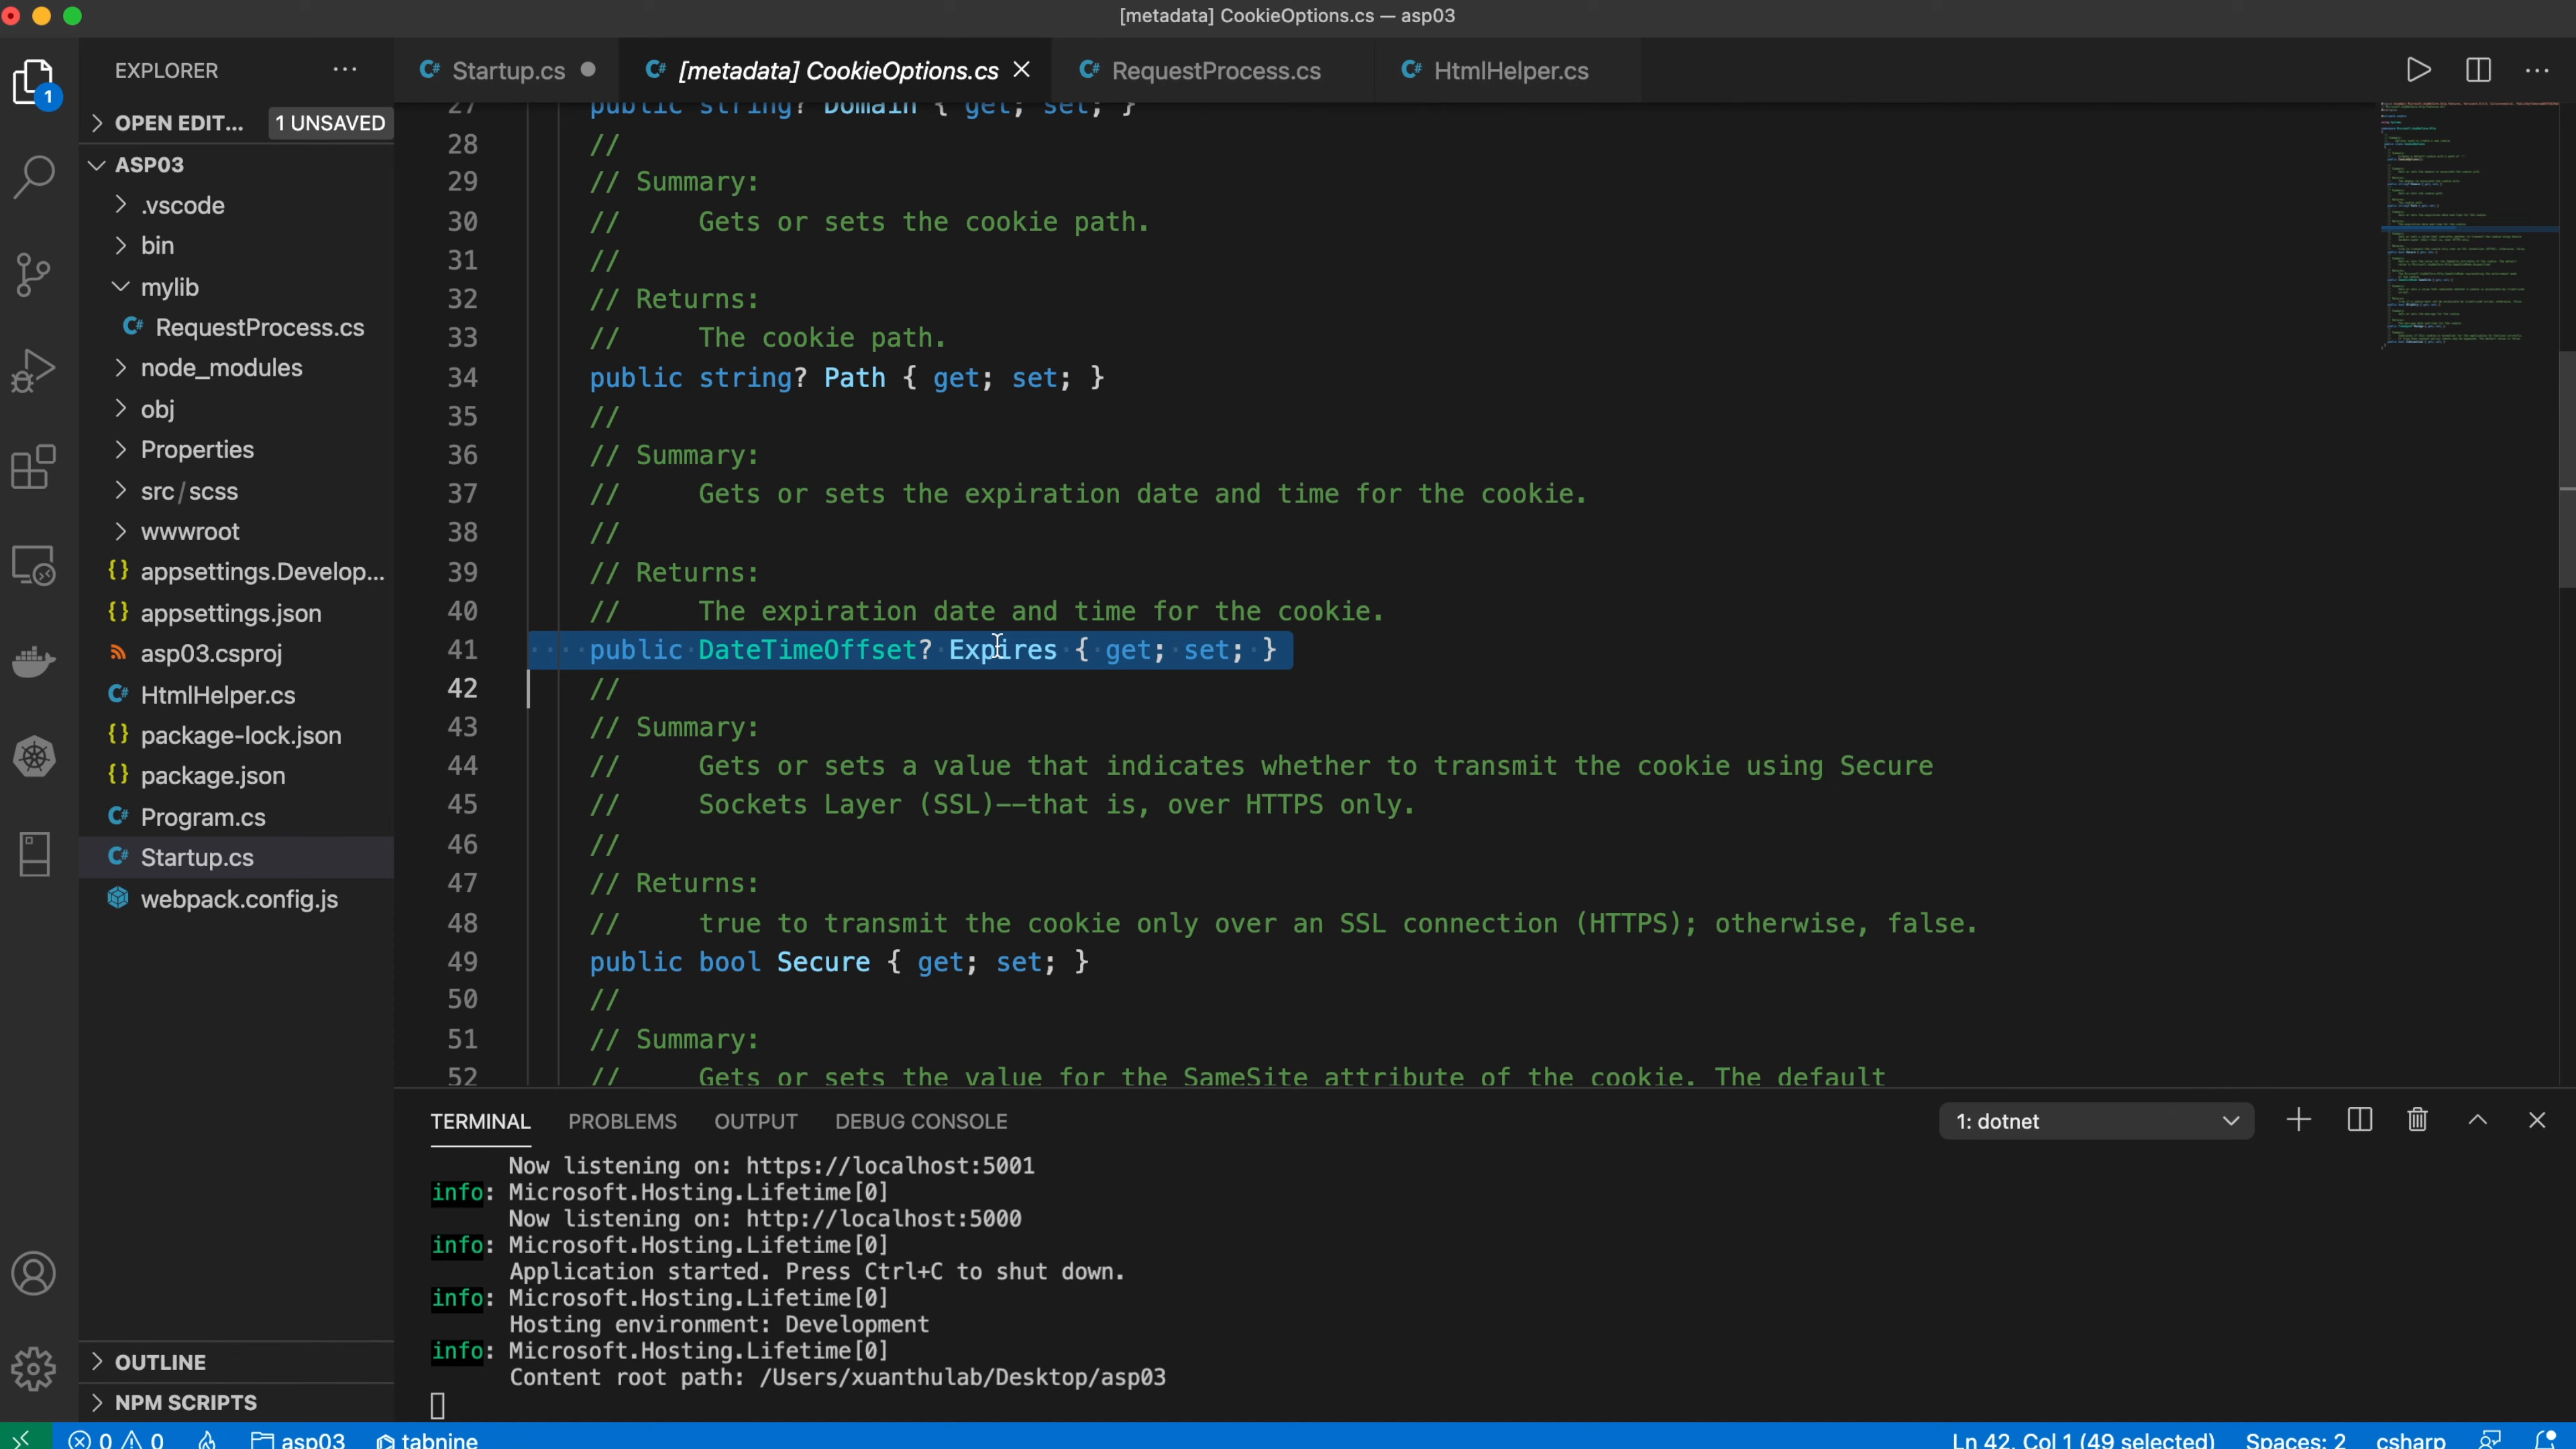 [metadata] CookieOptions.cs — asp03
EXPLORER
Startup.cs
[metadata] CookieOptions.cs
RequestProcess.cs
HtmlHelper.cs
1
OPEN EDIT...
1 UNSAVED
ASP03
.vscode
bin
mylib
RequestProcess.cs
node_modules
obj
Properties
src/scss
wwwroot
appsettings.Develop...
appsettings.json
asp03.csproj
HtmlHelper.cs
package-lock.json
package.json
Program.cs
Startup.cs
webpack.config.js
OUTLINE
NPM SCRIPTS
27 public string? Domain { get; set; }
28 //
29 // Summary:
30 // Gets or sets the cookie path.
31 //
32 // Returns:
33 // The cookie path.
34 public string? Path { get; set; }
35 //
36 // Summary:
37 // Gets or sets the expiration date and time for the cookie.
38 //
39 // Returns:
40 // The expiration date and time for the cookie.
41 public DateTimeOffset? Expires { get; set; }
42 //
43 // Summary:
44 // Gets or sets a value that indicates whether to transmit the cookie using Secure
45 // Sockets Layer (SSL)--that is, over HTTPS only.
46 //
47 // Returns:
48 // true to transmit the cookie only over an SSL connection (HTTPS); otherwise, false.
49 public bool Secure { get; set; }
50 //
51 // Summary:
52 // Gets or sets the value for the SameSite attribute of the cookie. The default
TERMINAL PROBLEMS OUTPUT DEBUG CONSOLE
1: dotnet
Now listening on: https://localhost:5001
info: Microsoft.Hosting.Lifetime[0]
Now listening on: http://localhost:5000
info: Microsoft.Hosting.Lifetime[0]
Application started. Press Ctrl+C to shut down.
info: Microsoft.Hosting.Lifetime[0]
Hosting environment: Development
info: Microsoft.Hosting.Lifetime[0]
Content root path: /Users/xuanthulab/Desktop/asp03
0 0 asp03 tabnine
Ln 42, Col 1 (49 selected) Spaces: 2 csharp